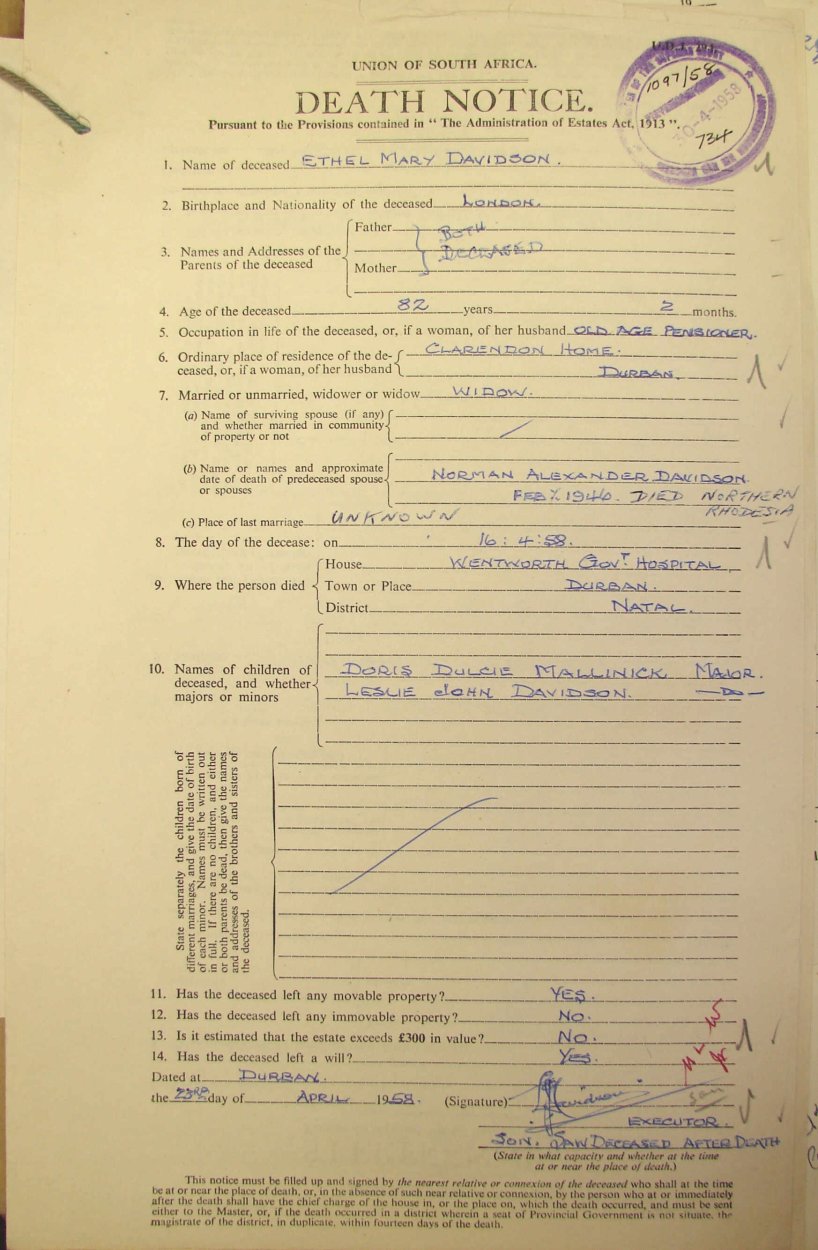 UNION OF SOUTH AFRICA.
1097/58
DEATH NOTICE.
-4-1958
Pursuant to the Provisions contained in " The Administration of Estates Act, 1913 ".
734
1. Name of deceased ETHEL MARY DAVIDSON.
2. Birthplace and Nationality of the deceased LONDON.
3. Names and Addresses of the Parents of the deceased
Father BOTH
DECEASED
Mother
4. Age of the deceased 82 years 2 months.
5. Occupation in life of the deceased, or, if a woman, of her husband OLD AGE PENSIONER.
6. Ordinary place of residence of the de- CLARENDON HOME.
ceased, or, if a woman, of her husband DURBAN.
7. Married or unmarried, widower or widow WIDOW.
(a) Name of surviving spouse (if any)
and whether married in community
of property or not
(b) Name or names and approximate
date of death of predeceased spouse NORMAN ALEXANDER DAVIDSON.
or spouses FEBY 1946. DIED NORTHERN
RHODESIA
(c) Place of last marriage UNKNOWN
8. The day of the decease: on 16:4:58.
9. Where the person died
House WENTWORTH GOVT HOSPITAL
Town or Place DURBAN.
District NATAL.
10. Names of children of DORIS DULCIE MALLINICK MAJOR.
deceased, and whether LESLIE JOHN DAVIDSON. —DO—
majors or minors
State separately the children born of
different marriages, and give the date of birth
of each minor. Names must be written out
in full. If there are no children, and either
or both parents be dead, then give the names
and addresses of the brothers and sisters of
the deceased.
11. Has the deceased left any movable property? YES.
12. Has the deceased left any immovable property? NO.
13. Is it estimated that the estate exceeds £300 in value? NO.
14. Has the deceased left a will? YES.
Dated at DURBAN.
the 23RD day of APRIL 1958. (Signature) Davidson son
EXECUTOR.
SON. SAW DECEASED AFTER DEATH
(State in what capacity and whether at the time
at or near the place of death.)
This notice must be filled up and signed by the nearest relative or connexion of the deceased who shall at the time
be at or near the place of death, or, in the absence of such near relative or connexion, by the person who at or immediately
after the death shall have the chief charge of the house in, or the place on, which the death occurred, and must be sent
either to the Master, or, if the death occurred in a district wherein a seat of Provincial Government is not situate, the
magistrate of the district, in duplicate, within fourteen days of the death.